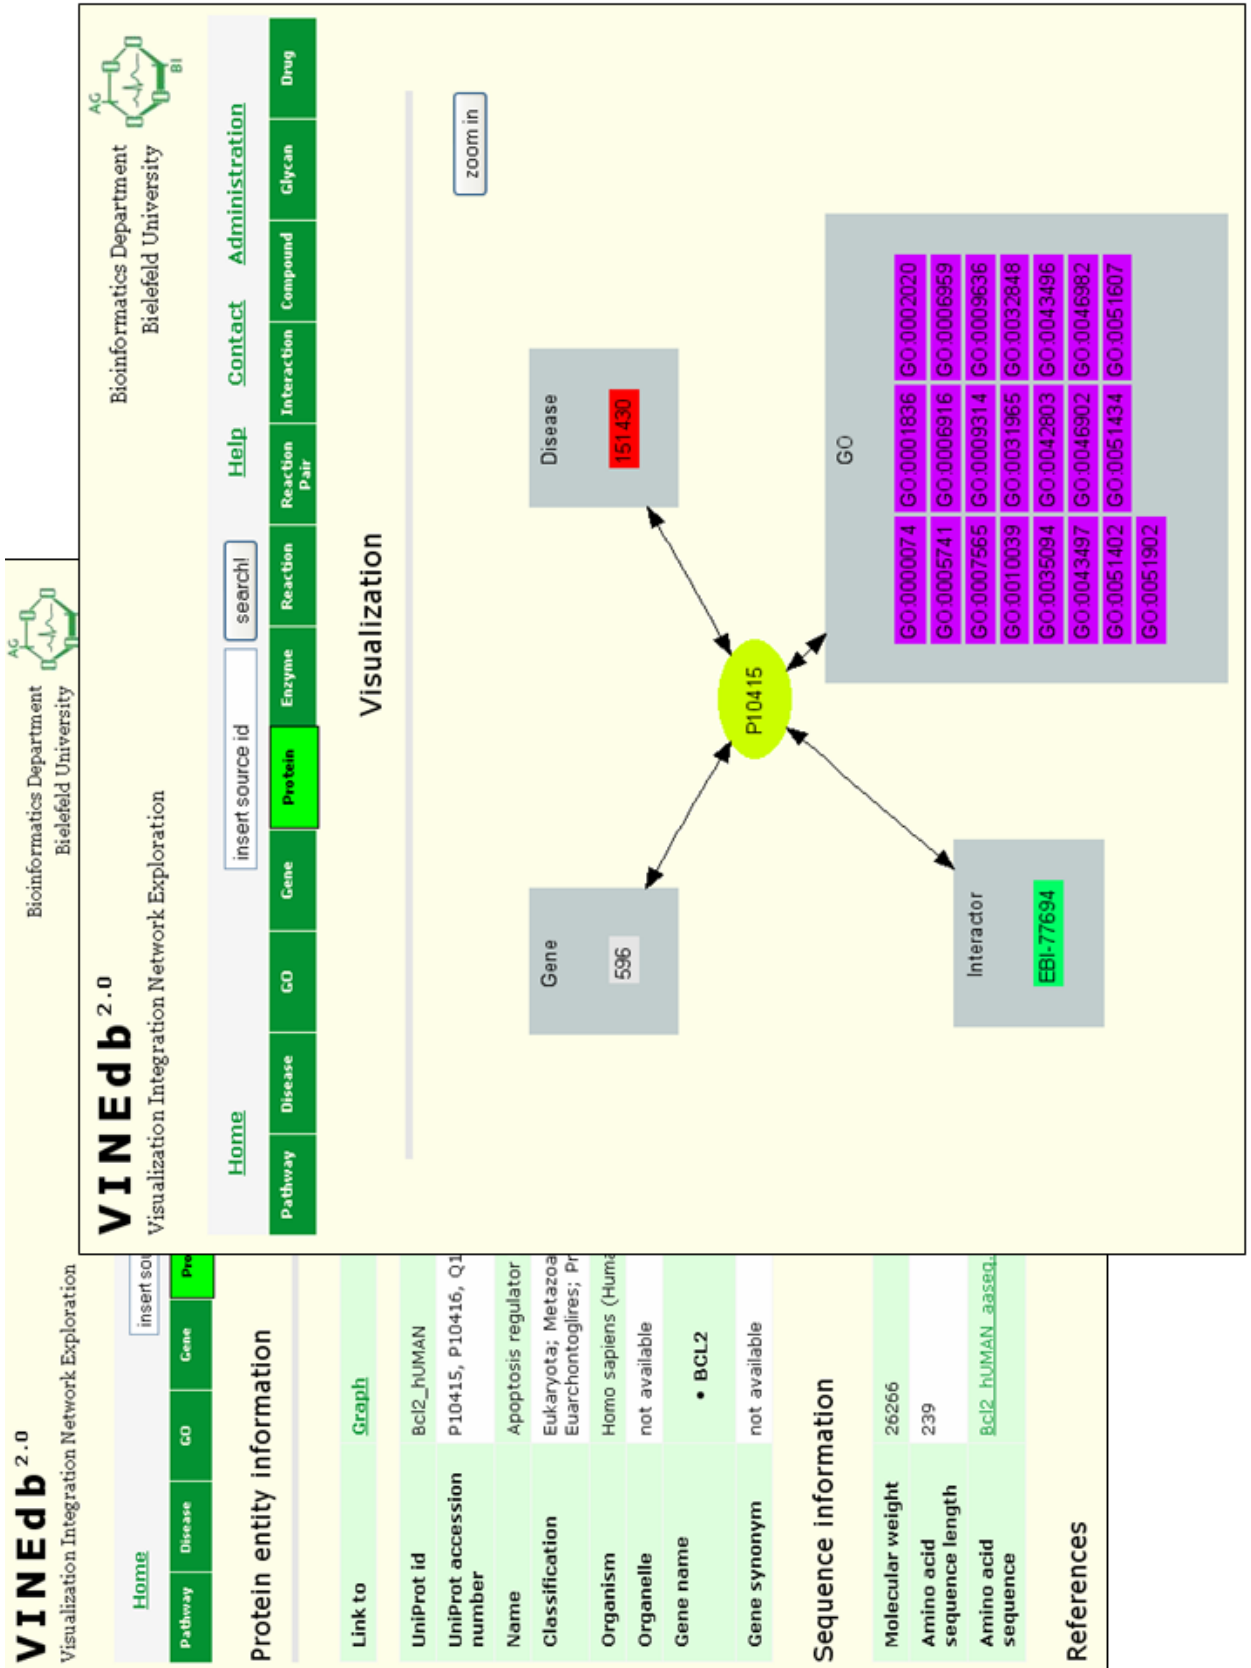 VINEdb 2.0
Visualization Integration Network Exploration
Bioinformatics Department
Bielefeld University
AG
Home
insert sou
Pathway Disease GO Gene Pro
Protein entity information
Link to Graph
UniProt id Bcl2_hUMAN
UniProt accession number P10415, P10416, Q1
Name Apoptosis regulator
Classification Eukaryota; Metazoa
Euarchontoglires; Pr
Organism Homo sapiens (Huma
Organelle not available
Gene name • BCL2
Gene synonym not available
Sequence information
Molecular weight 26266
Amino acid sequence length 239
Amino acid sequence Bcl2_hUMAN_aaseq.
References
VINEdb 2.0
Visualization Integration Network Exploration
Bioinformatics Department
Bielefeld University
AG
BI
Home insert source id search! Help Contact Administration
Pathway Disease GO Gene Protein Enzyme Reaction Reaction Pair Interaction Compound Glycan Drug
Visualization
zoom in
Gene
596
Disease
151430
P10415
Interactor
EBI-77694
GO
GO:0000074 GO:0001836 GO:0002020
GO:0005741 GO:0006916 GO:0006959
GO:0007565 GO:0009314 GO:0009636
GO:0010039 GO:0031965 GO:0032848
GO:0035094 GO:0042803 GO:0043496
GO:0043497 GO:0046902 GO:0046982
GO:0051402 GO:0051434 GO:0051607
GO:0051902